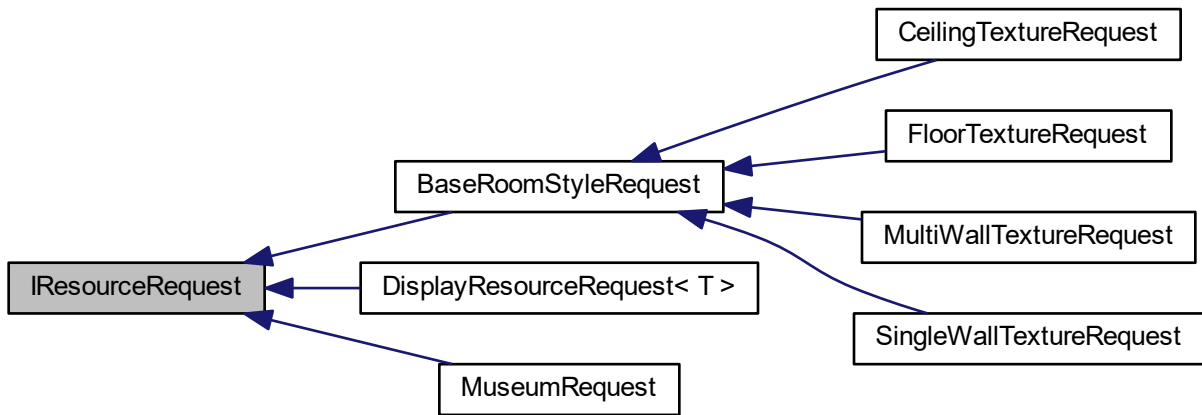 CeilingTextureRequest
FloorTextureRequest
BaseRoomStyleRequest
MultiWallTextureRequest
IResourceRequest
DisplayResourceRequest< T >
SingleWallTextureRequest
MuseumRequest